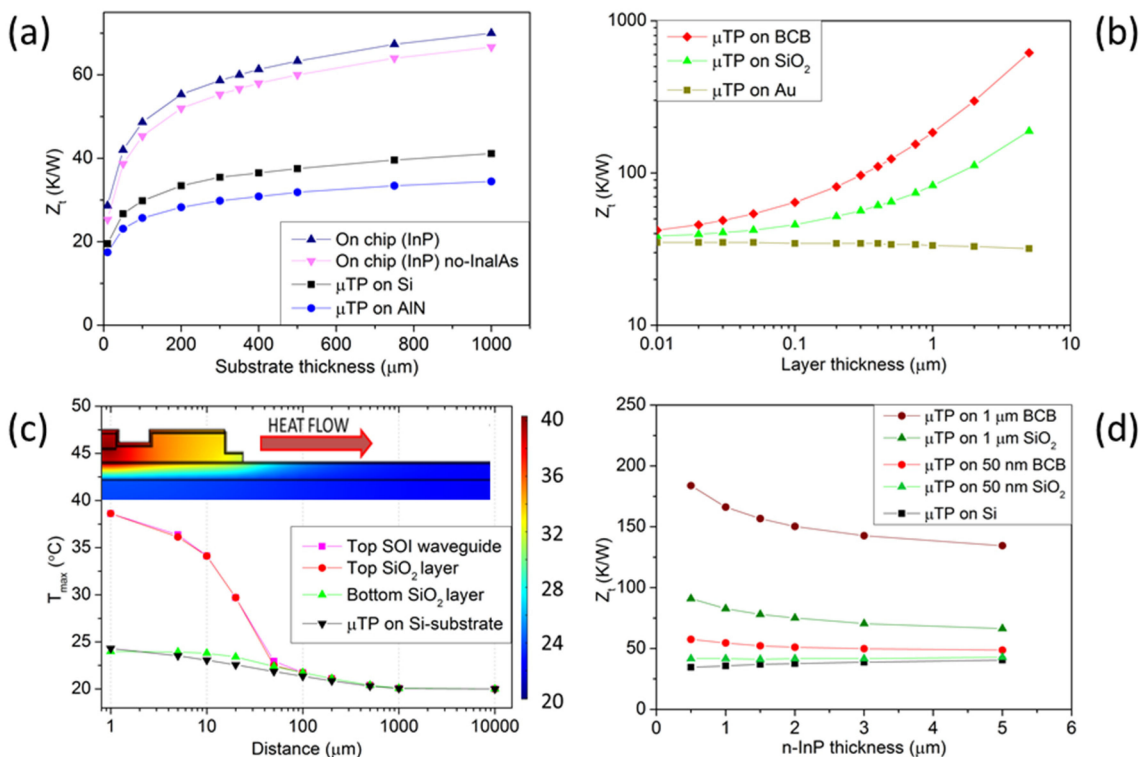 (a)
60
40
20
0
Zt (K/W)
0
200
400
600
800
1000
Substrate thickness (μm)
On chip (InP)
On chip (InP) no-InalAs
μTP on Si
μTP on AlN
(b)
1000
100
10
Zt (K/W)
0.01
0.1
1
10
Layer thickness (μm)
μTP on BCB
μTP on SiO2
μTP on Au
(c)
50
45
40
35
30
25
20
Tmax (°C)
1
10
100
1000
10000
Distance (μm)
HEAT FLOW
Top SOI waveguide
Top SiO2 layer
Bottom SiO2 layer
μTP on Si-substrate
40
36
32
28
24
20
(d)
250
200
150
100
50
0
Zt (K/W)
0
1
2
3
4
5
6
n-InP thickness (μm)
μTP on 1 μm BCB
μTP on 1 μm SiO2
μTP on 50 nm BCB
μTP on 50 nm SiO2
μTP on Si